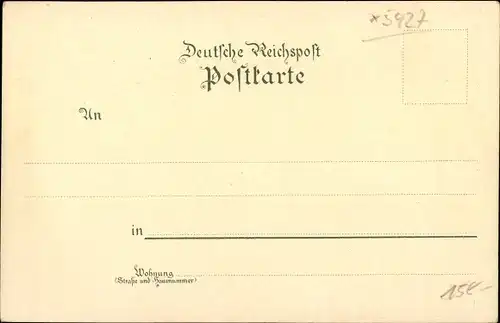 *5927
Deutsche Reichspost
Postkarte
An
in
Wohnung
(Straße und Hausnummer)
15€-